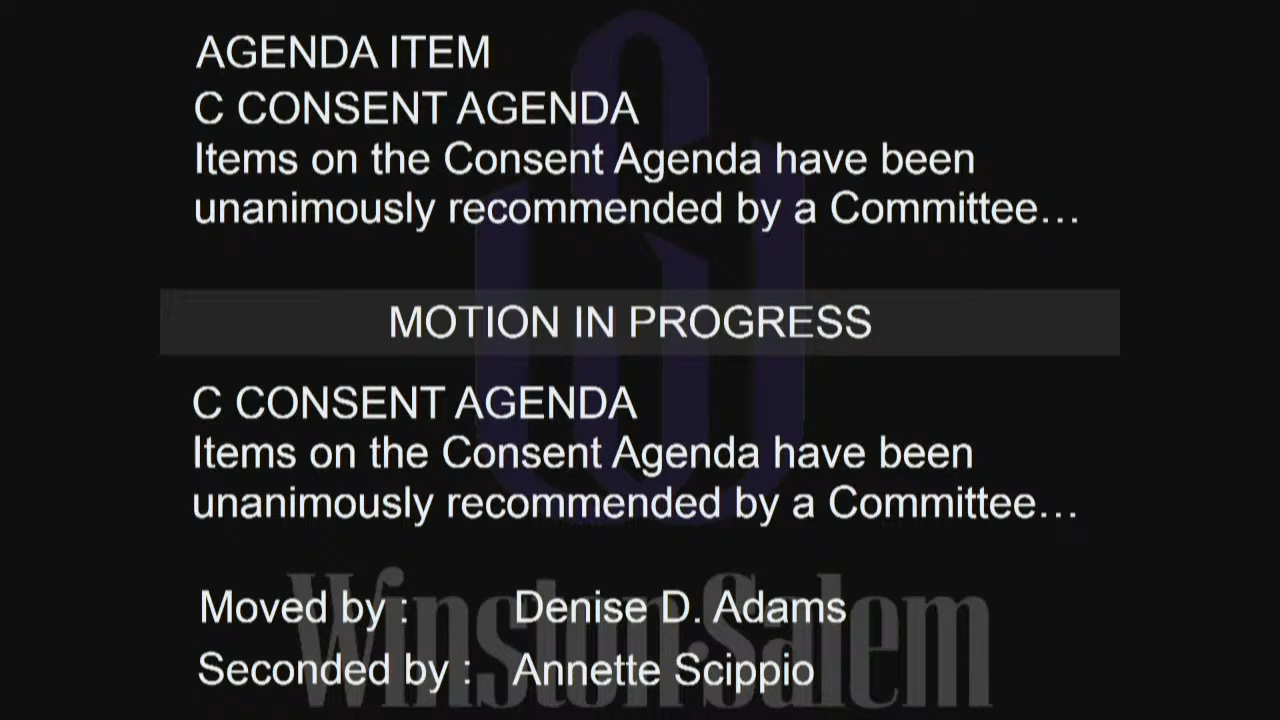 AGENDA ITEM
C CONSENT AGENDA
Items on the Consent Agenda have been
unanimously recommended by a Committee…
MOTION IN PROGRESS
C CONSENT AGENDA
Items on the Consent Agenda have been
unanimously recommended by a Committee…
Moved by : Denise D. Adams
Winston-Salem
Seconded by : Annette Scippio